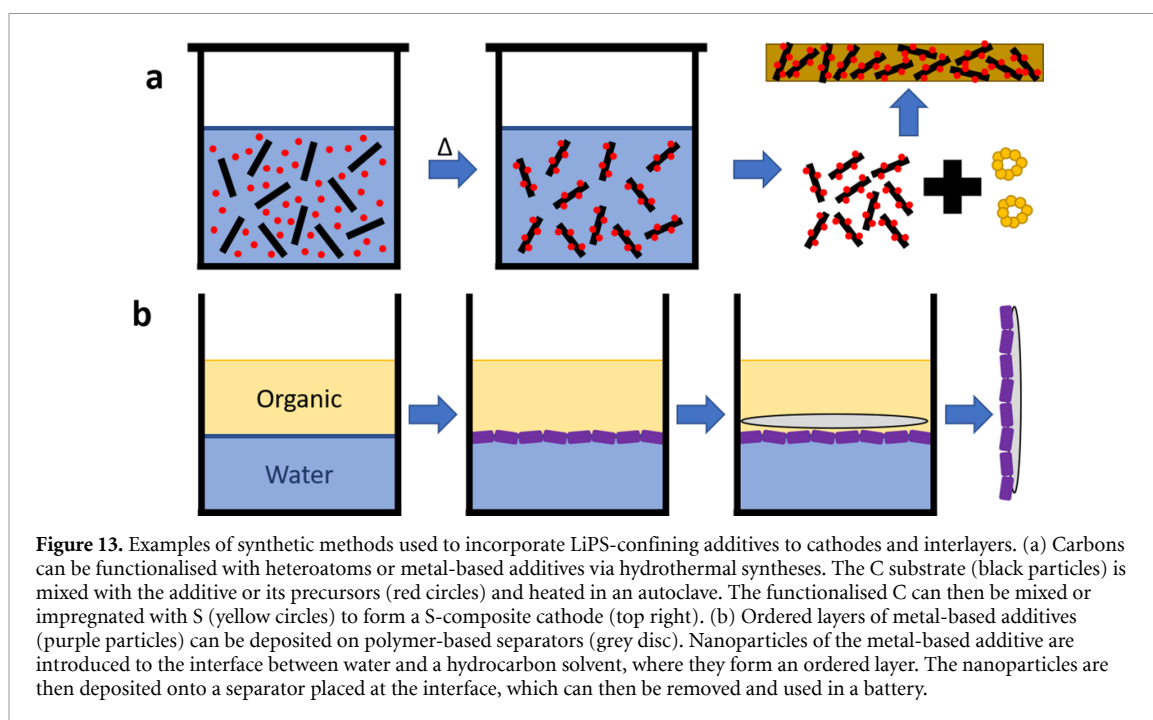 a
Δ
b
Organic
Water
Figure 13. Examples of synthetic methods used to incorporate LiPS-confining additives to cathodes and interlayers. (a) Carbons
can be functionalised with heteroatoms or metal-based additives via hydrothermal syntheses. The C substrate (black particles) is
mixed with the additive or its precursors (red circles) and heated in an autoclave. The functionalised C can then be mixed or
impregnated with S (yellow circles) to form a S-composite cathode (top right). (b) Ordered layers of metal-based additives
(purple particles) can be deposited on polymer-based separators (grey disc). Nanoparticles of the metal-based additive are
introduced to the interface between water and a hydrocarbon solvent, where they form an ordered layer. The nanoparticles are
then deposited onto a separator placed at the interface, which can then be removed and used in a battery.